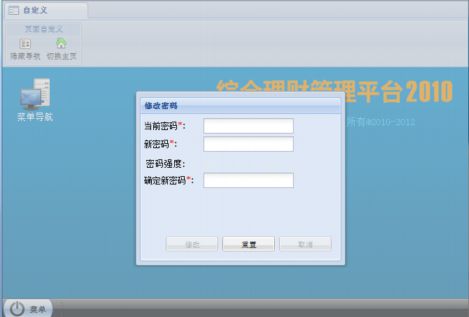 自定义
页面自定义
隐藏导航 切换主页
菜单导航
综合理财管理平台2010
所有©2010-2012
修改密码
当前密码*:
新密码*:
密码强度:
确定新密码*:
修改 重置 取消
菜单